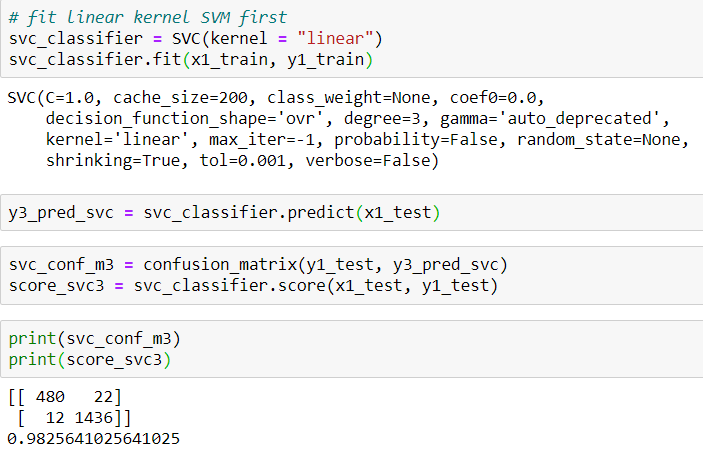 # fit linear kernel SVM first
svc_classifier = SVC(kernel = "linear")
svc_classifier.fit(x1_train, y1_train)
SVC(C=1.0, cache_size=200, class_weight=None, coef0=0.0,
    decision_function_shape='ovr', degree=3, gamma='auto_deprecated',
    kernel='linear', max_iter=-1, probability=False, random_state=None,
    shrinking=True, tol=0.001, verbose=False)
y3_pred_svc = svc_classifier.predict(x1_test)
svc_conf_m3 = confusion_matrix(y1_test, y3_pred_svc)
score_svc3 = svc_classifier.score(x1_test, y1_test)
print(svc_conf_m3)
print(score_svc3)
[[ 480   22]
 [  12 1436]]
0.9825641025641025